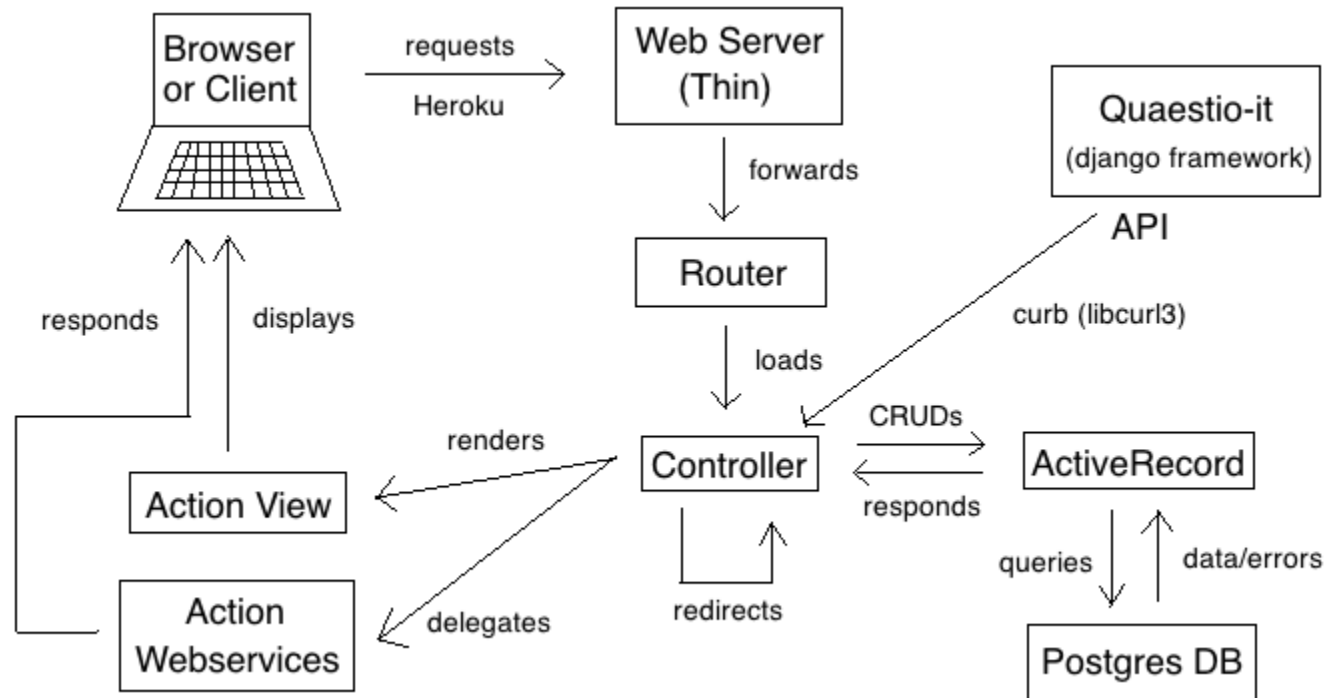 Browser
or Client
requests
Heroku
Web Server
(Thin)
Quaestio-it
(django framework)
API
forwards
Router
curb (libcurl3)
responds
displays
loads
CRUDs
renders
Controller
ActiveRecord
responds
Action View
queries
data/errors
redirects
delegates
Action
Webservices
Postgres DB